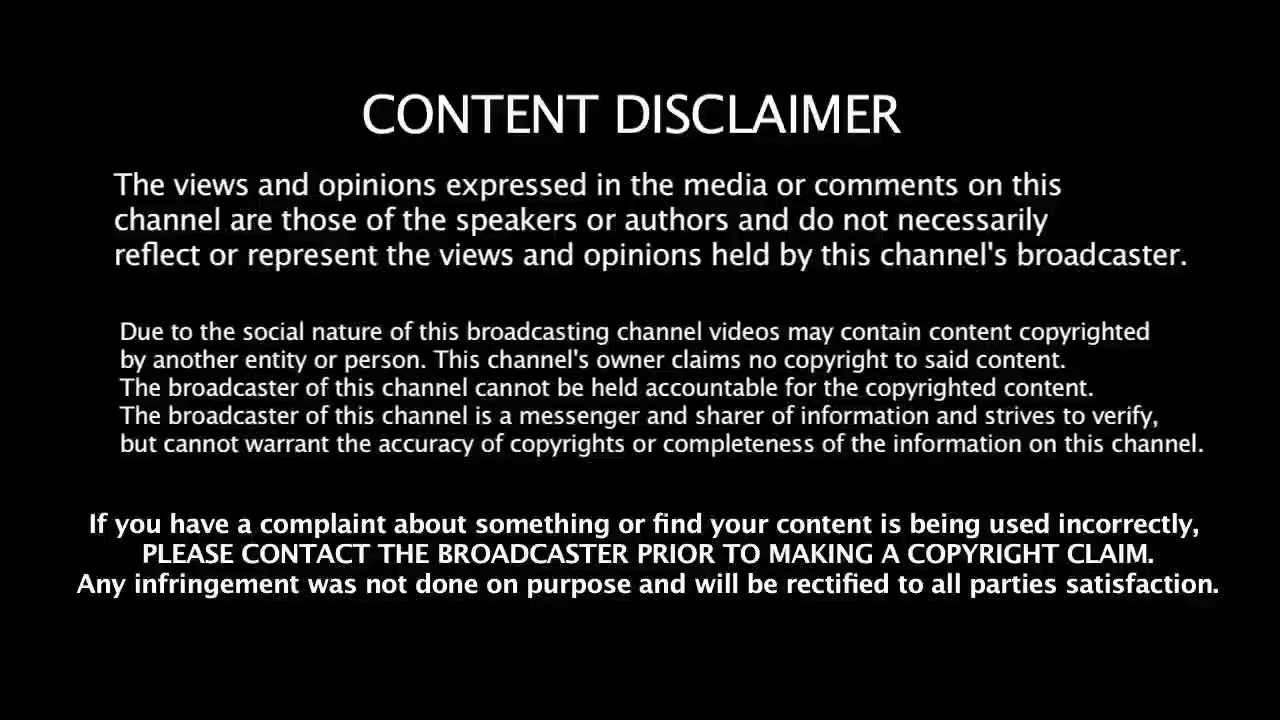 CONTENT DISCLAIMER
The views and opinions expressed in the media or comments on this
channel are those of the speakers or authors and do not necessarily
reflect or represent the views and opinions held by this channel's broadcaster.
Due to the social nature of this broadcasting channel videos may contain content copyrighted
by another entity or person. This channel's owner claims no copyright to said content.
The broadcaster of this channel cannot be held accountable for the copyrighted content.
The broadcaster of this channel is a messenger and sharer of information and strives to verify,
but cannot warrant the accuracy of copyrights or completeness of the information on this channel.
If you have a complaint about something or find your content is being used incorrectly,
PLEASE CONTACT THE BROADCASTER PRIOR TO MAKING A COPYRIGHT CLAIM.
Any infringement was not done on purpose and will be rectified to all parties satisfaction.